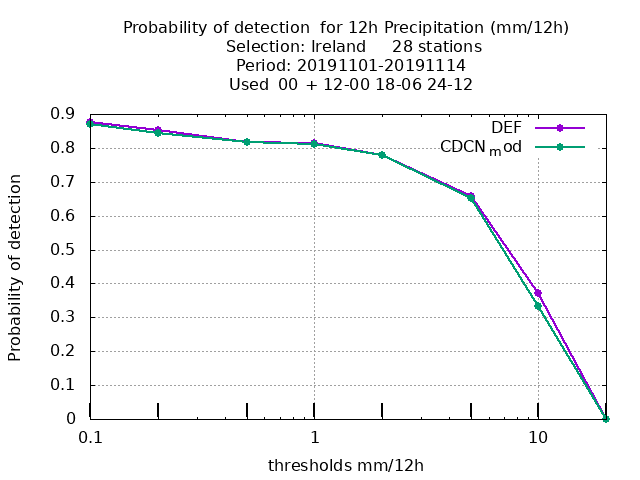 Probability of detection  for 12h Precipitation (mm/12h)
Selection: Ireland     28 stations
Period: 20191101-20191114
Used  00 + 12-00 18-06 24-12
DEF
CDCNmod
0.9
0.8
0.7
0.6
0.5
0.4
0.3
0.2
0.1
0
Probability of detection
0.1
1
10
thresholds mm/12h